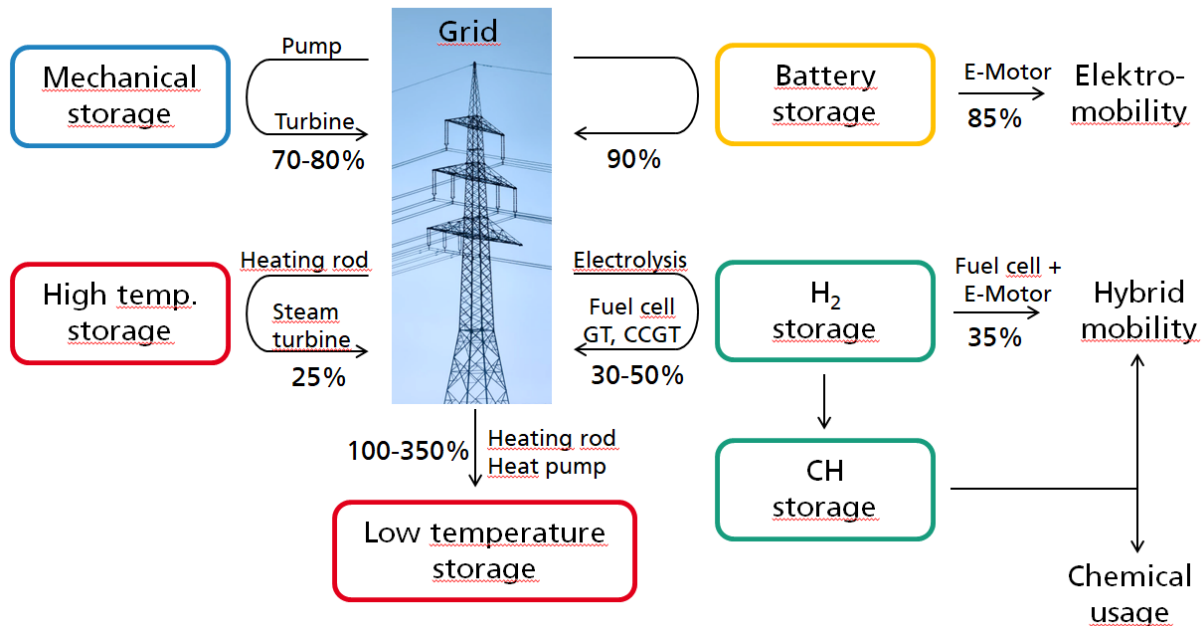 Grid
Pump
Mechanical
storage
Turbine
70-80%
90%
Battery
storage
E-Motor
85%
Elektro-
mobility
Heating rod
High temp.
storage
Steam
turbine
25%
Electrolysis
Fuel cell
GT, CCGT
30-50%
H₂
storage
Fuel cell +
E-Motor
35%
Hybrid
mobility
100-350%
Heating rod
Heat pump
Low temperature
storage
CH
storage
Chemical
usage